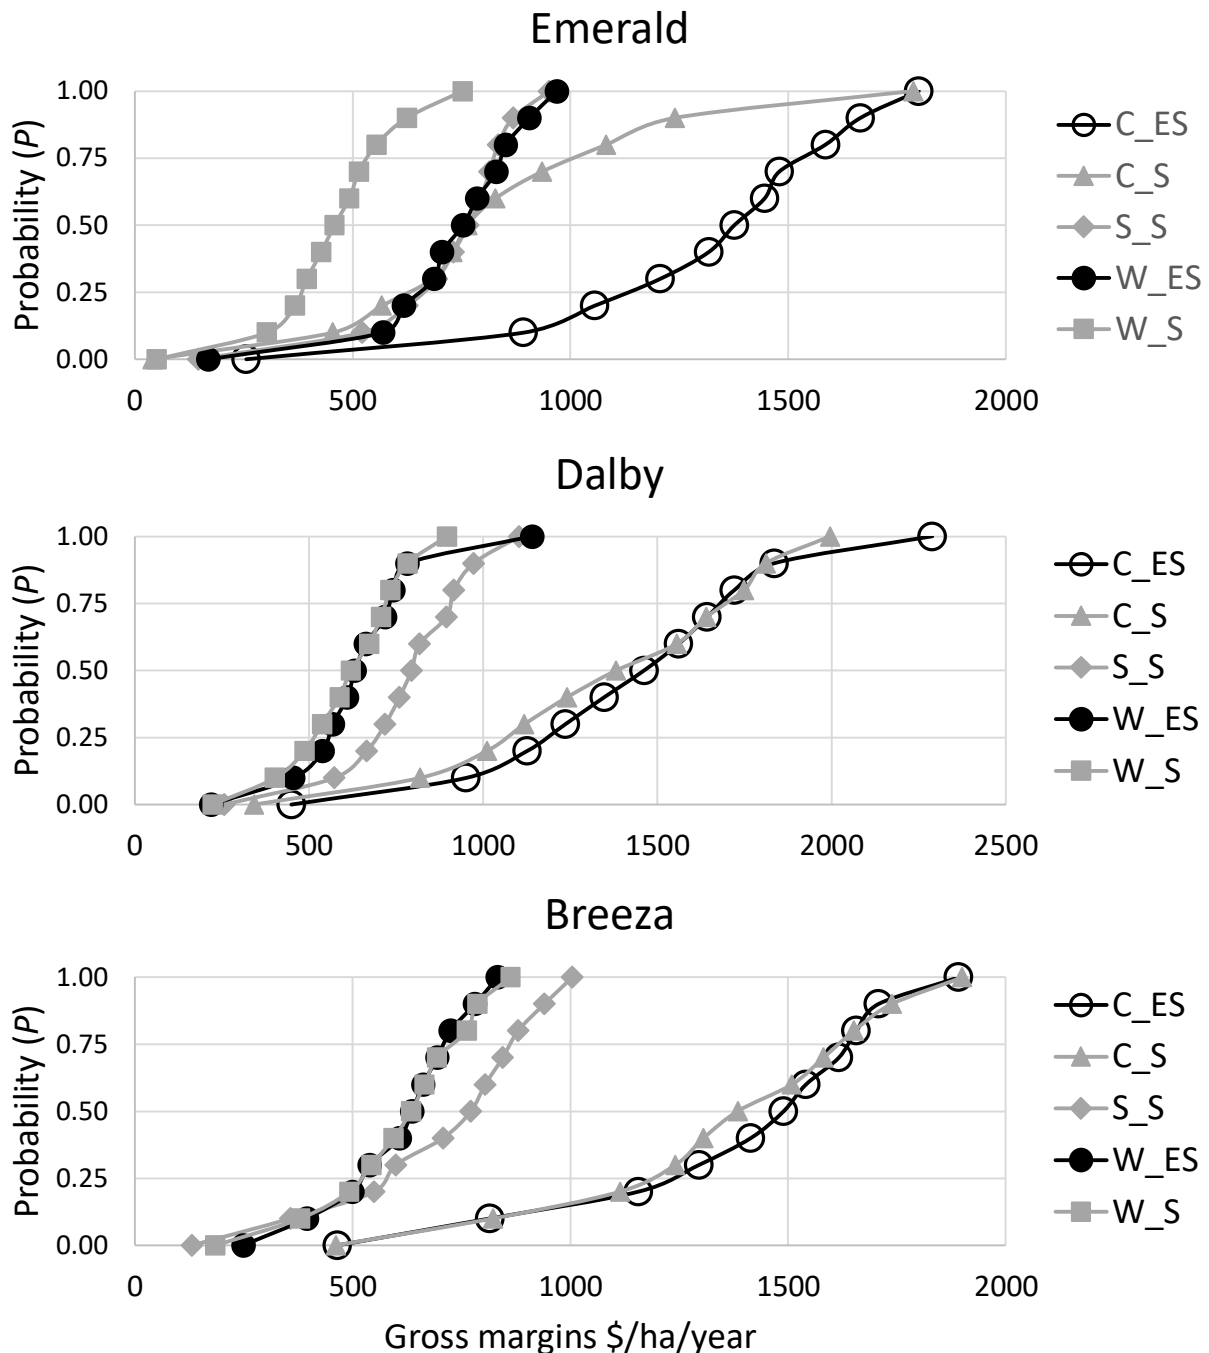 Emerald
Probability (P)
1.00
0.75
0.50
0.25
0.00
0
500
1000
1500
2000
C_ES
C_S
S_S
W_ES
W_S
Dalby
Probability (P)
1.00
0.75
0.50
0.25
0.00
0
500
1000
1500
2000
2500
C_ES
C_S
S_S
W_ES
W_S
Breeza
Probability (P)
1.00
0.75
0.50
0.25
0.00
0
500
1000
1500
2000
C_ES
C_S
S_S
W_ES
W_S
Gross margins $/ha/year